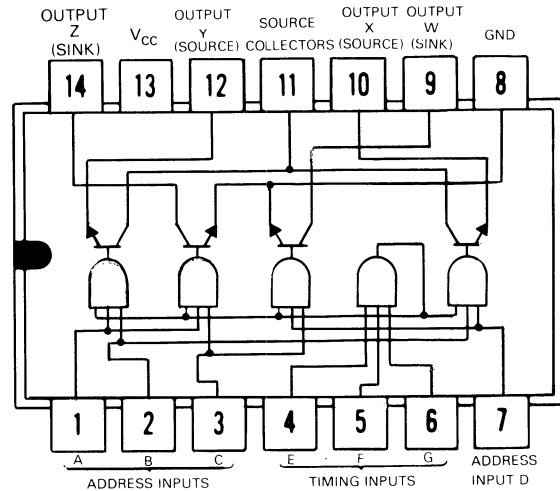 OUTPUT Z (SINK)
VCC
OUTPUT Y (SOURCE)
SOURCE COLLECTORS
OUTPUT X (SOURCE)
OUTPUT W (SINK)
GND
14 13 12 11 10 9 8
1 2 3 4 5 6 7
A B C E F G
ADDRESS INPUTS
TIMING INPUTS
ADDRESS INPUT D